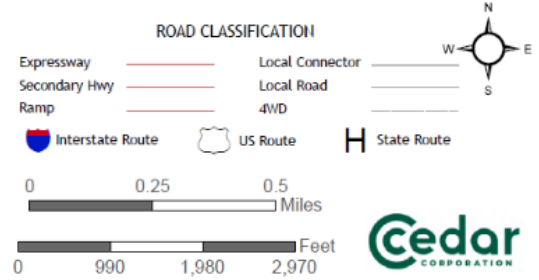 N
ROAD CLASSIFICATION
W E
Expressway Local Connector
Secondary Hwy Local Road
S
Ramp 4WD
Interstate Route US Route H State Route
0 0.25 0.5
Miles
Feet
0 990 1,980 2,970
Cedar
CORPORATION